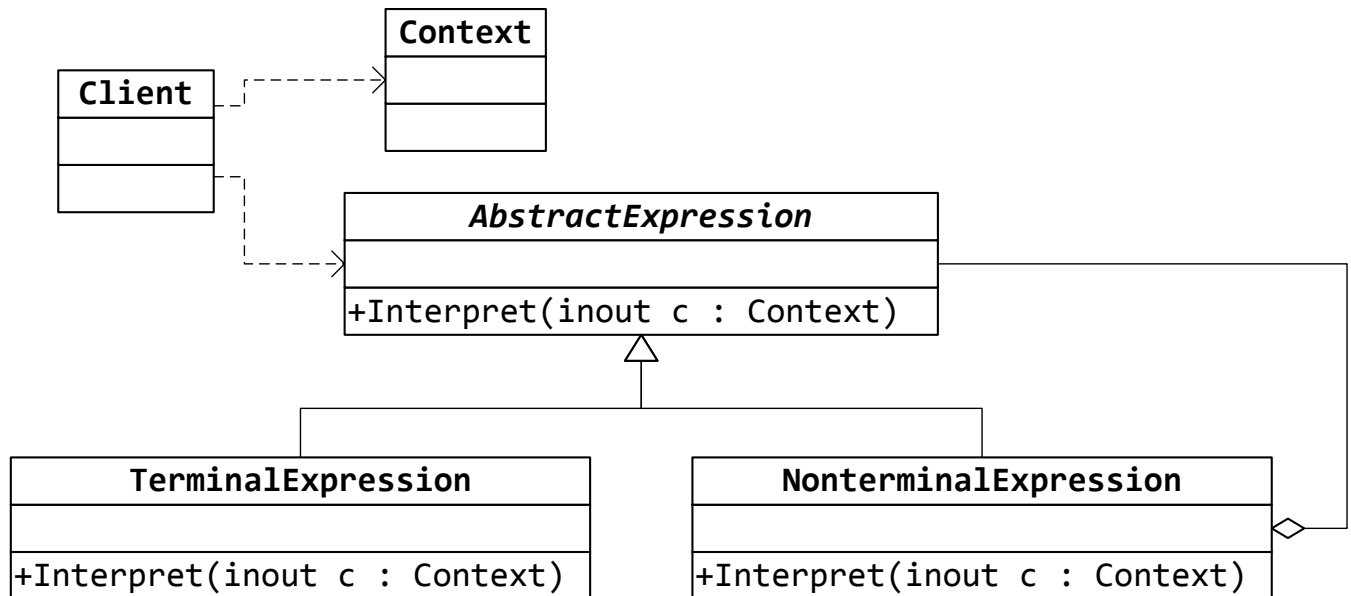 Context
Client
AbstractExpression
+Interpret(inout c : Context)
TerminalExpression
+Interpret(inout c : Context)
NonterminalExpression
+Interpret(inout c : Context)